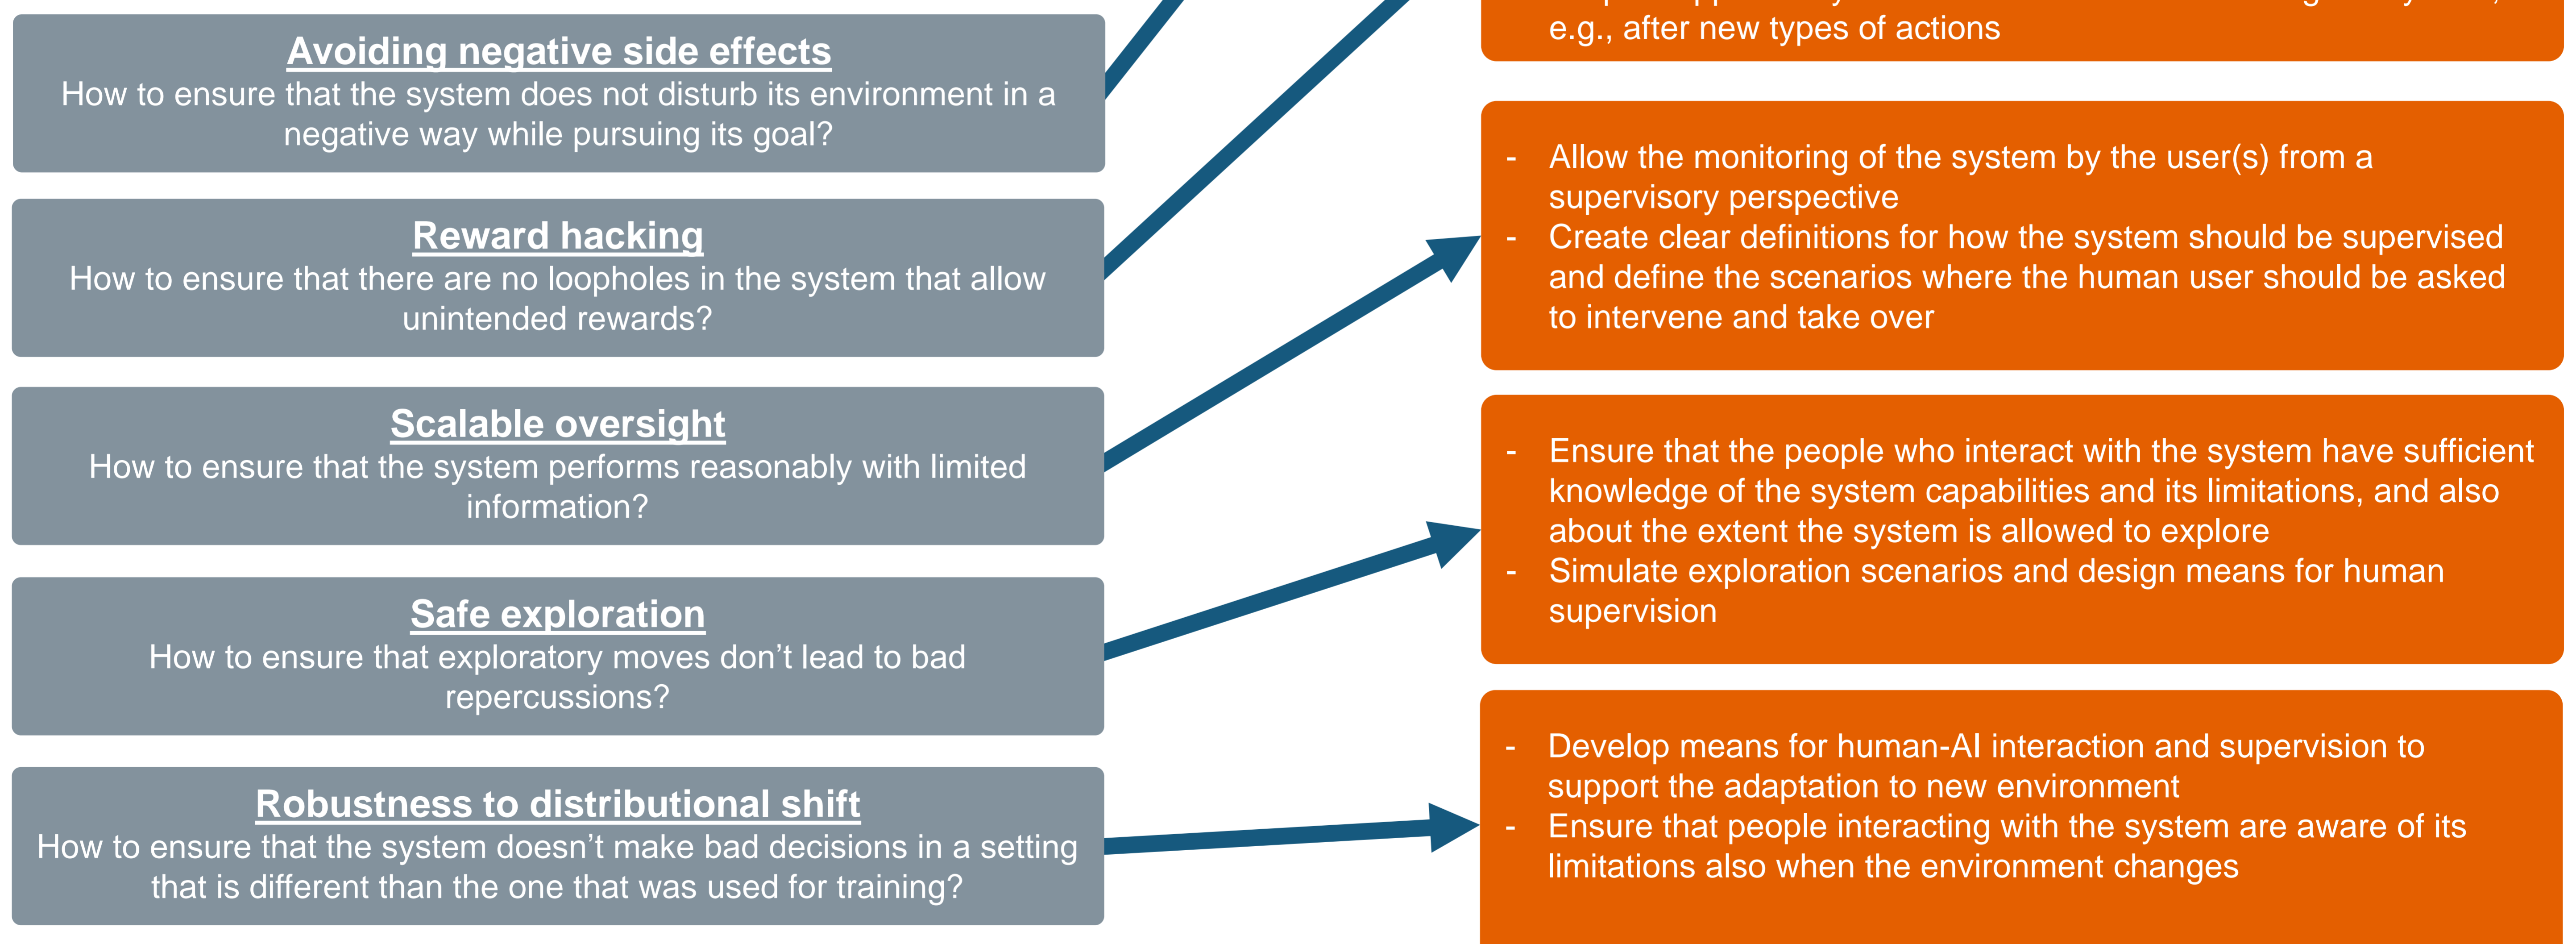 Avoiding negative side effects
How to ensure that the system does not disturb its environment in a
negative way while pursuing its goal?
Reward hacking
How to ensure that there are no loopholes in the system that allow
unintended rewards?
Scalable oversight
How to ensure that the system performs reasonably with limited
information?
Safe exploration
How to ensure that exploratory moves don’t lead to bad
repercussions?
Robustness to distributional shift
How to ensure that the system doesn’t make bad decisions in a setting
that is different than the one that was used for training?
e.g., after new types of actions
- Allow the monitoring of the system by the user(s) from a
supervisory perspective
- Create clear definitions for how the system should be supervised
and define the scenarios where the human user should be asked
to intervene and take over
- Ensure that the people who interact with the system have sufficient
knowledge of the system capabilities and its limitations, and also
about the extent the system is allowed to explore
- Simulate exploration scenarios and design means for human
supervision
- Develop means for human-AI interaction and supervision to
support the adaptation to new environment
- Ensure that people interacting with the system are aware of its
limitations also when the environment changes